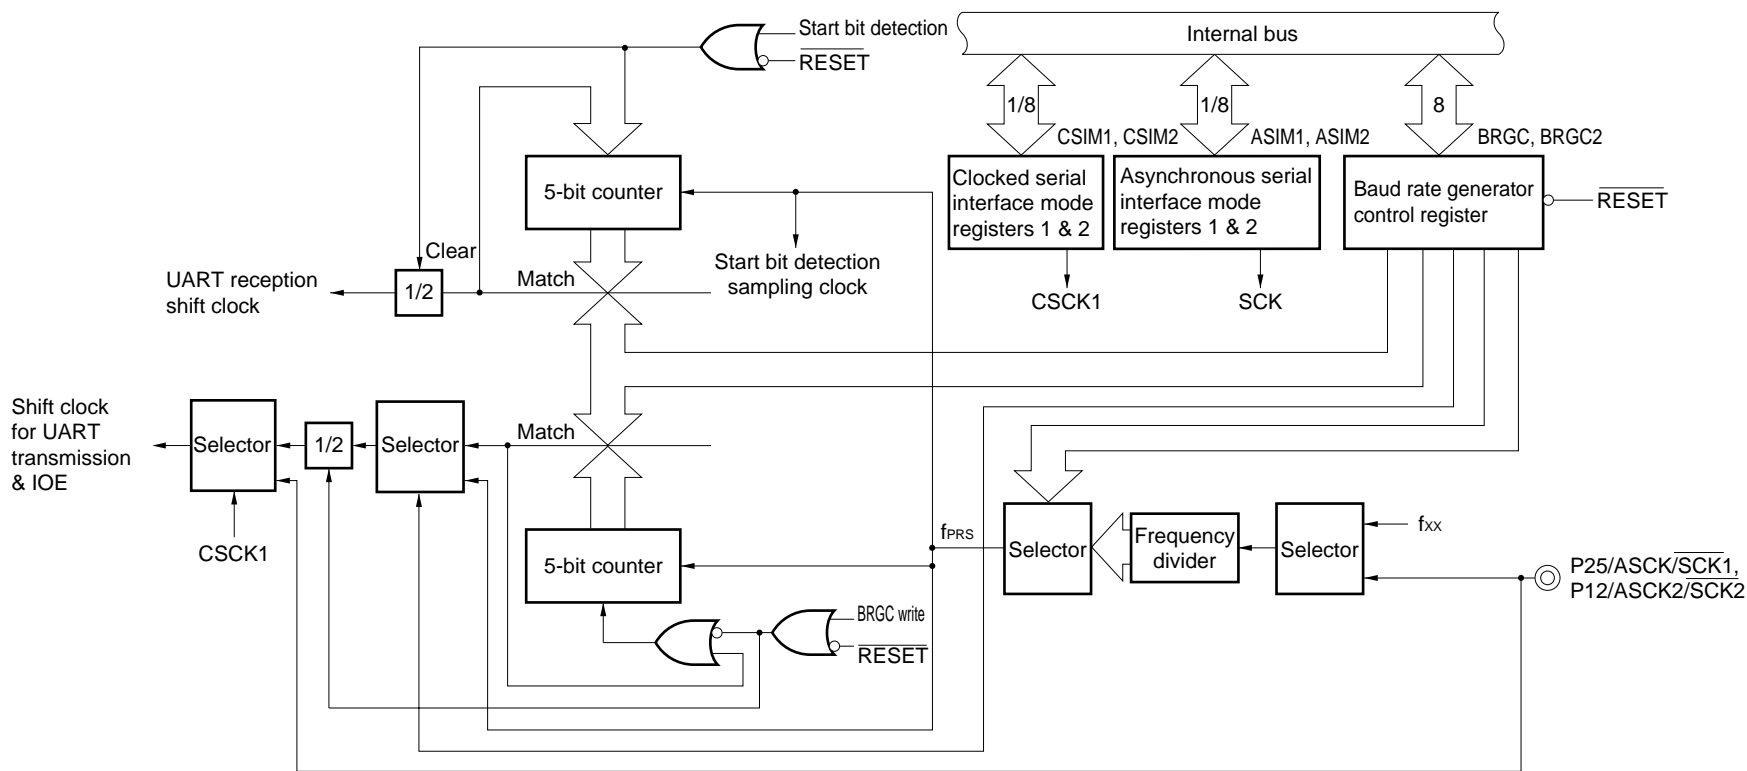 Start bit detection
RESET
Internal bus
1/8
1/8
8
CSIM1, CSIM2
ASIM1, ASIM2
BRGC, BRGC2
5-bit counter
Clocked serial
interface mode
registers 1 & 2
Asynchronous serial
interface mode
registers 1 & 2
Baud rate generator
control register
RESET
Clear
UART reception
shift clock
1/2
Match
Start bit detection
sampling clock
CSCK1
SCK
Shift clock
for UART
transmission
& IOE
Selector
1/2
Selector
Match
CSCK1
5-bit counter
fPRS
Selector
Frequency
divider
Selector
fXX
P25/ASCK/SCK1,
P12/ASCK2/SCK2
BRGC write
RESET